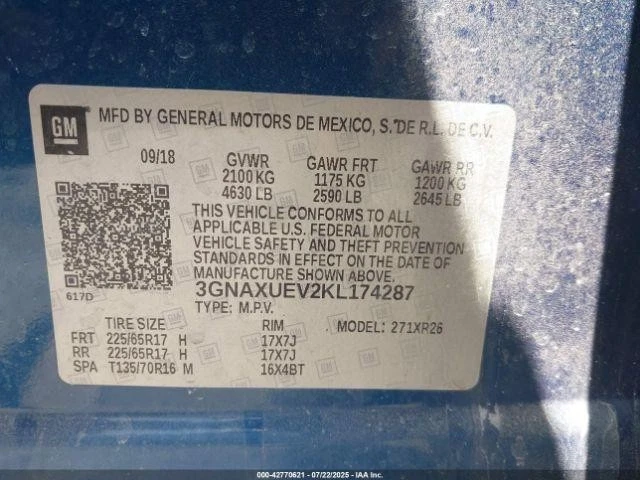 GM
MFD BY GENERAL MOTORS DE MEXICO, S. DE R.L. DE C.V.
09/18 GVWR GAWR FRT GAWR RR
2100 KG 1175 KG 1200 KG
4630 LB 2590 LB 2645 LB
THIS VEHICLE CONFORMS TO ALL
APPLICABLE U.S. FEDERAL MOTOR
VEHICLE SAFETY AND THEFT PREVENTION
STANDARDS IN EFFECT ON THE DATE OF
MANUFACTURE SHOWN ABOVE.
617D
3GNAXUEV2KL174287
TYPE: M.P.V.
TIRE SIZE RIM MODEL: 271XR26
FRT 225/65R17 H 17X7J
RR 225/65R17 H 17X7J
SPA T135/70R16 M 16X4BT
000-42770621 | 07/22/2025 - IAA Inc.